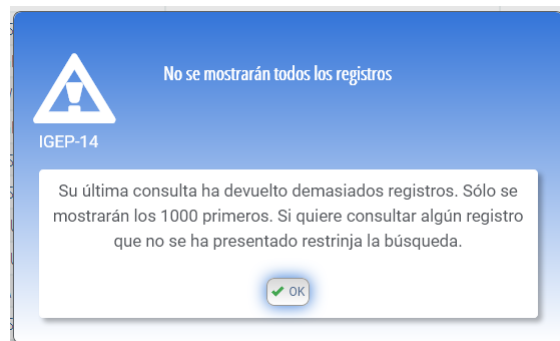 No se mostrarán todos los registros
IGEP-14
Su última consulta ha devuelto demasiados registros. Sólo se
mostrarán los 1000 primeros. Si quiere consultar algún registro
que no se ha presentado restrinja la búsqueda.
OK